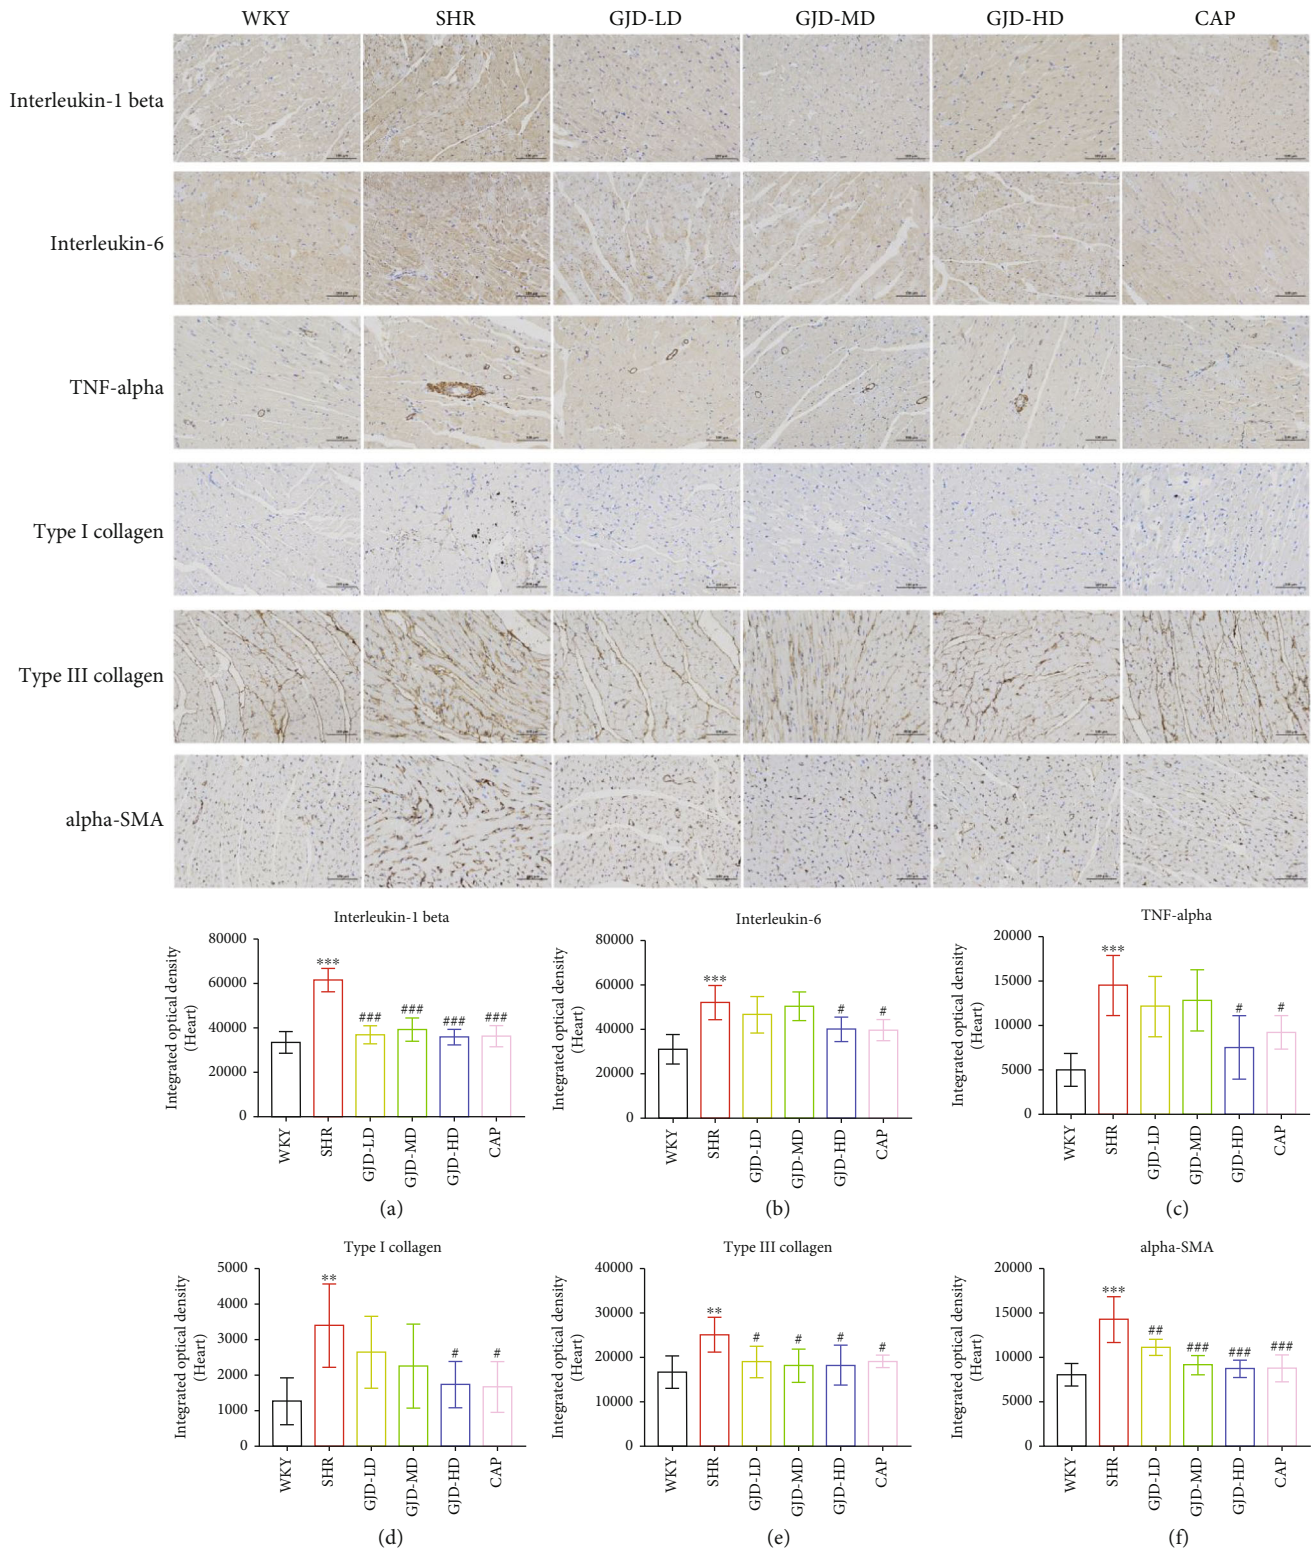 WKY SHR GJD-LD GJD-MD GJD-HD CAP
Interleukin-1 beta
Interleukin-6
TNF-alpha
Type I collagen
Type III collagen
alpha-SMA
Interleukin-1 beta
Integrated optical density
(Heart)
80000
60000
40000
20000
0
***
###
###
###
###
WKY
SHR
GJD-LD
GJD-MD
GJD-HD
CAP
(a)
Interleukin-6
Integrated optical density
(Heart)
80000
60000
40000
20000
0
***
#
#
WKY
SHR
GJD-LD
GJD-MD
GJD-HD
CAP
(b)
TNF-alpha
Integrated optical density
(Heart)
20000
15000
10000
5000
0
***
#
#
WKY
SHR
GJD-LD
GJD-MD
GJD-HD
CAP
(c)
Type I collagen
Integrated optical density
(Heart)
5000
4000
3000
2000
1000
0
**
#
#
WKY
SHR
GJD-LD
GJD-MD
GJD-HD
CAP
(d)
Type III collagen
Integrated optical density
(Heart)
40000
30000
20000
10000
0
**
#
#
#
#
WKY
SHR
GJD-LD
GJD-MD
GJD-HD
CAP
(e)
alpha-SMA
Integrated optical density
(Heart)
20000
15000
10000
5000
0
***
##
###
###
###
WKY
SHR
GJD-LD
GJD-MD
GJD-HD
CAP
(f)